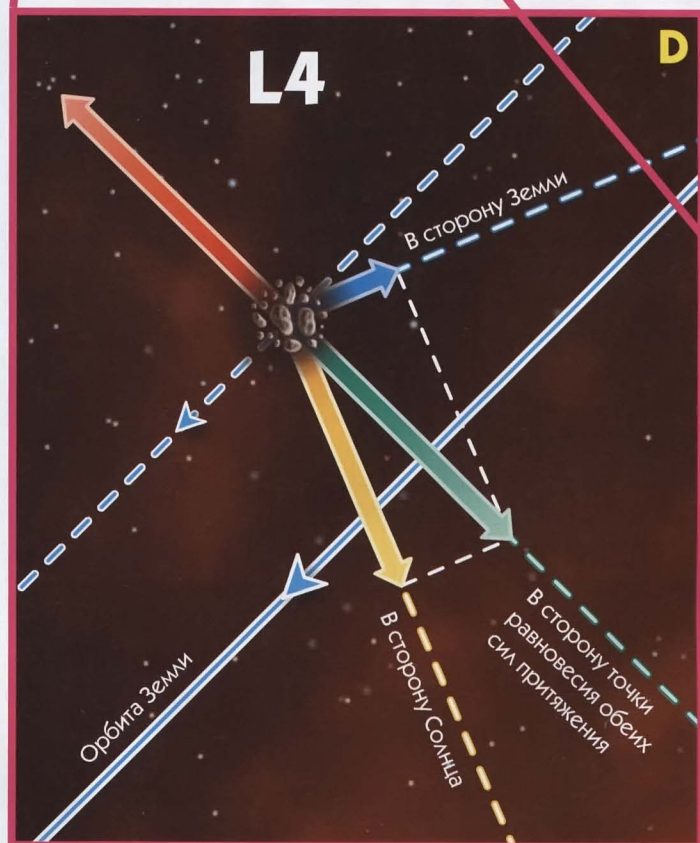 L4
D
В сторону Земли
Орбита Земли
В сторону Солнца
В сторону точки
равновесия обеих
сил притяжения